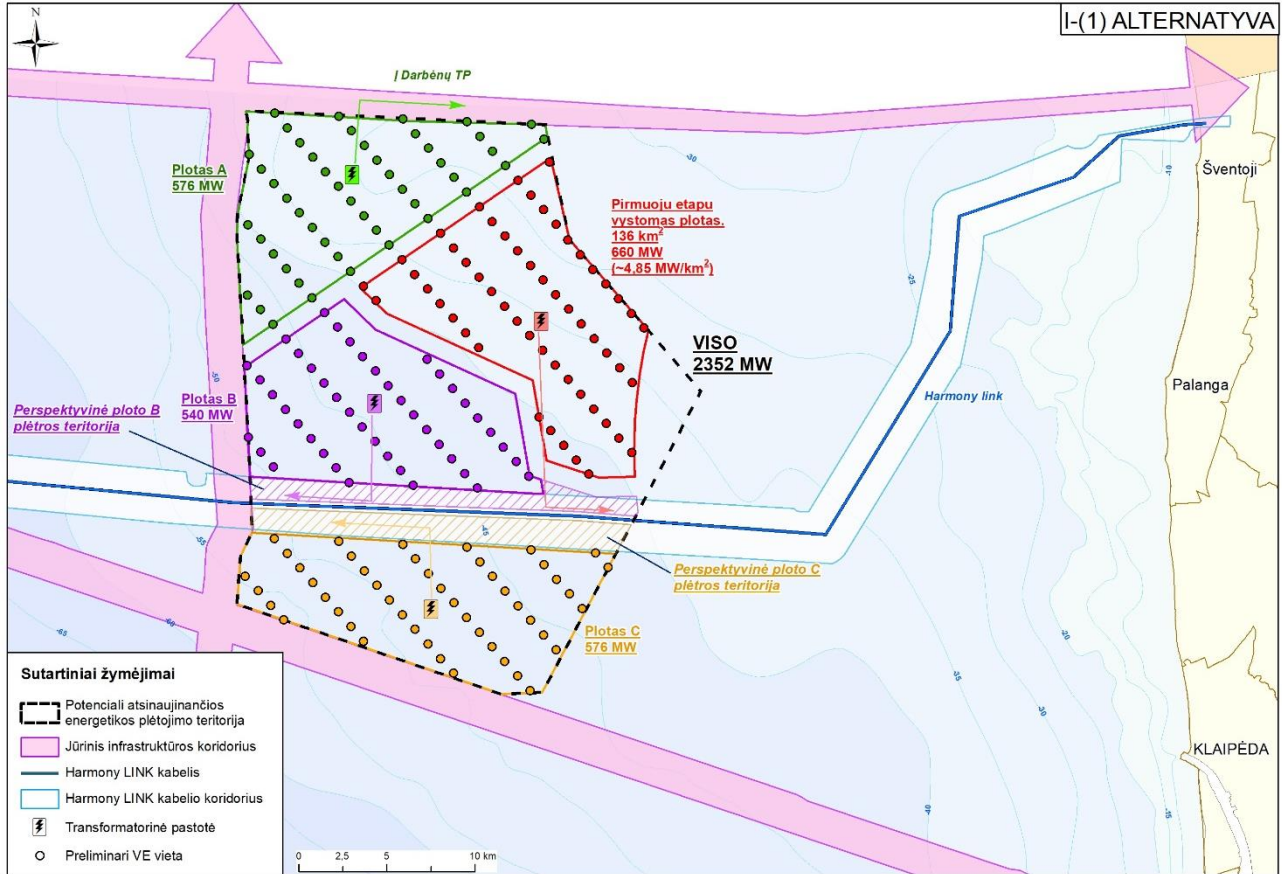 I-(1) ALTERNATYVA
N
Į Darbėnų TP
-30
-10
Šventoji
Plotas A
576 MW
Pirmuoju etapu
vystomas plotas.
136 km²
660 MW
(~4,85 MW/km²)
-25
VISO
2352 MW
-50
Palanga
Harmony link
Plotas B
540 MW
Perspektyvinė ploto B
plėtros teritorija
-55
-45
Perspektyvinė ploto C
plėtros teritorija
-60
-65
Plotas C
576 MW
-20
-35
-30
KLAIPĖDA
-40
-15
Sutartiniai žymėjimai
Potenciali atsinaujinančios
energetikos plėtojimo teritorija
Jūrinis infrastruktūros koridorius
Harmony LINK kabelis
Harmony LINK kabelio koridorius
Transformatorinė pastotė
Preliminari VE vieta
0 2,5 5 10 km